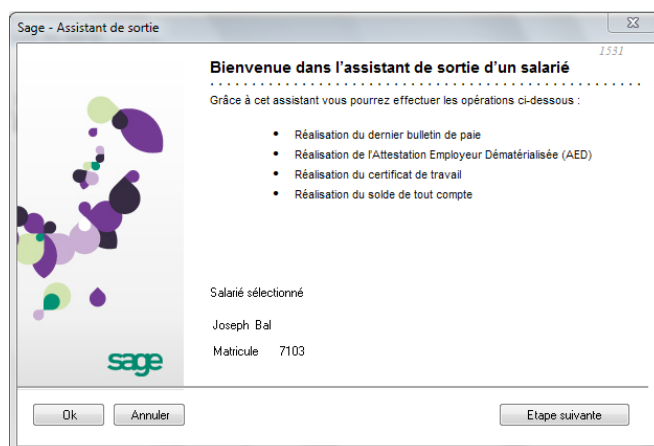 Sage - Assistant de sortie
1531
Bienvenue dans l'assistant de sortie d'un salarié
Grâce à cet assistant vous pourrez effectuer les opérations ci-dessous :
• Réalisation du dernier bulletin de paie
• Réalisation de l'Attestation Employeur Dématérialisée (AED)
• Réalisation du certificat de travail
• Réalisation du solde de tout compte
Salarié sélectionné
Joseph Bal
Matricule 7103
sage
Ok Annuler Etape suivante